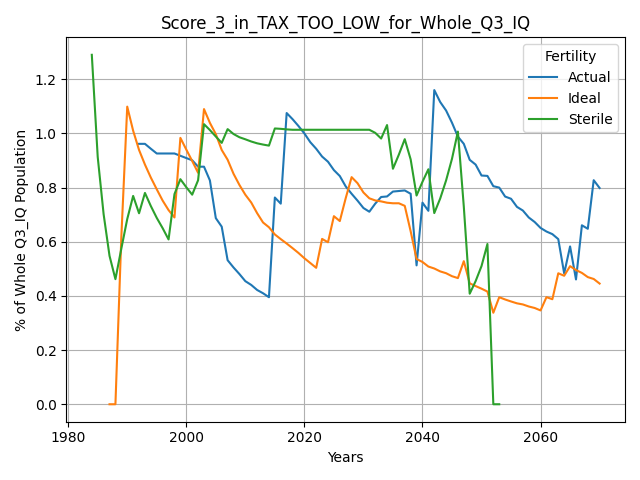 Score_3_in_TAX_TOO_LOW_for_Whole_Q3_IQ
% of Whole Q3_IQ Population
1.2
1.0
0.8
0.6
0.4
0.2
0.0
Fertility
Actual
Ideal
Sterile
1980
2000
2020
2040
2060
Years